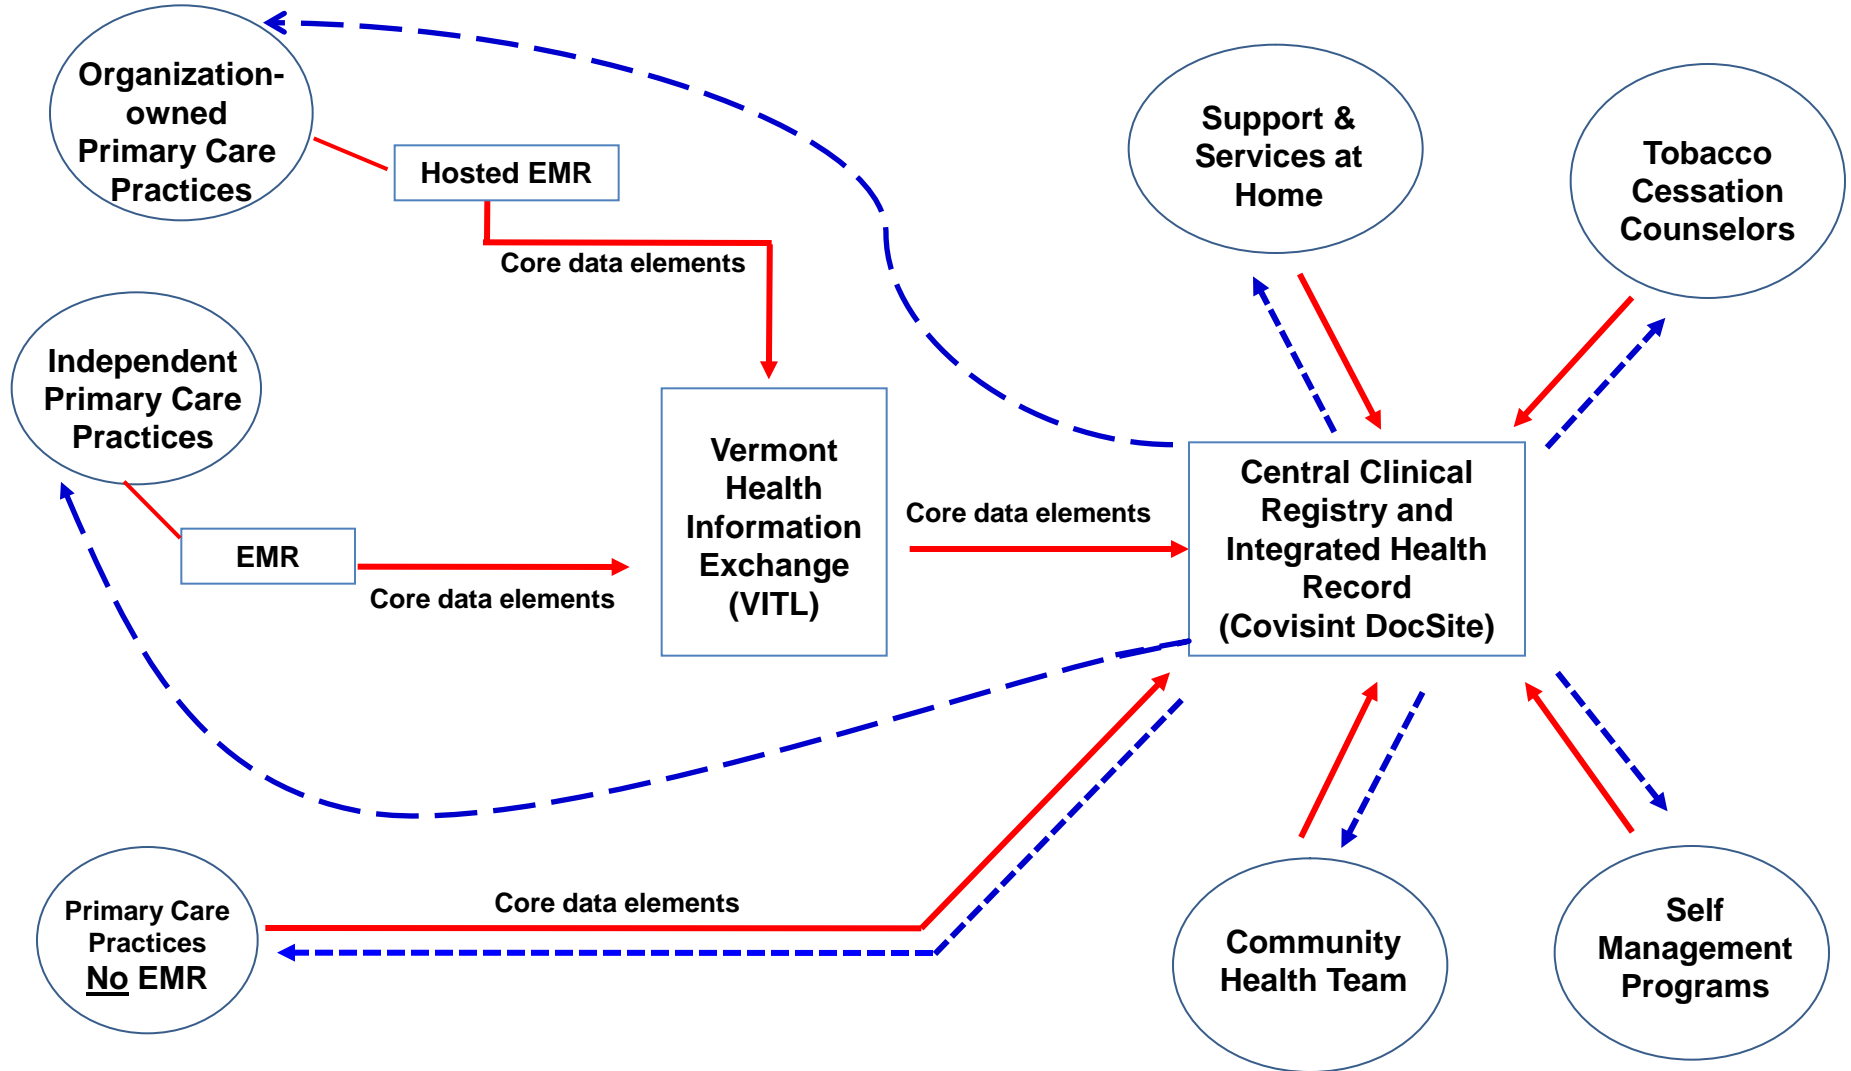 Organization-
owned
Primary Care
Practices
Hosted EMR
Core data elements
Independent
Primary Care
Practices
EMR
Core data elements
Vermont
Health
Information
Exchange
(VITL)
Core data elements
Support &
Services at
Home
Tobacco
Cessation
Counselors
Central Clinical
Registry and
Integrated Health
Record
(Covisint DocSite)
Primary Care
Practices
No EMR
Core data elements
Community
Health Team
Self
Management
Programs